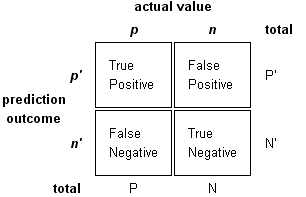 actual value
p n total
True Positive
False Positive
p'
P'
prediction outcome
False Negative
True Negative
n'
N'
total P N